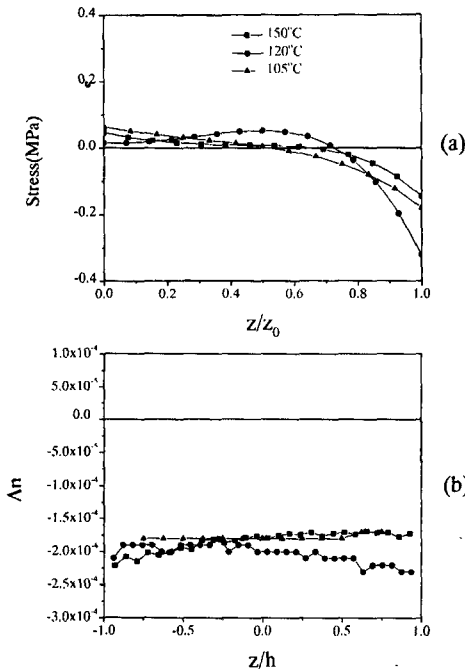 0.4
0.2
0.0
-0.2
-0.4
Stress(MPa)
150°C
120°C
105°C
(a)
0.0 0.2 0.4 0.6 0.8 1.0
z/z₀
1.0x10⁻⁴
5.0x10⁻⁵
0.0
-5.0x10⁻⁵
-1.0x10⁻⁴
-1.5x10⁻⁴
-2.0x10⁻⁴
-2.5x10⁻⁴
-3.0x10⁻⁴
Δn
(b)
-1.0 -0.5 0.0 0.5 1.0
z/h